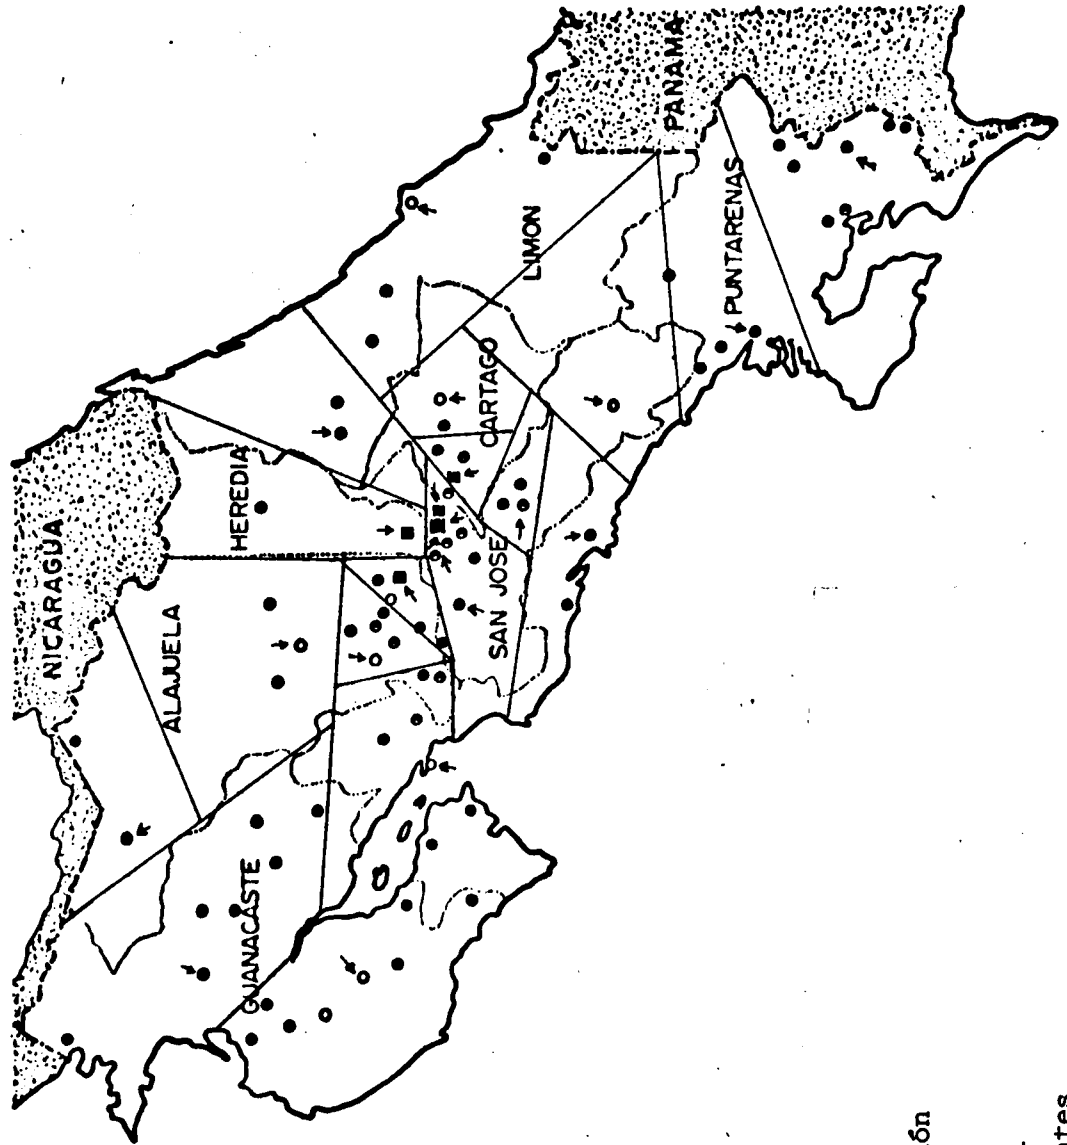 NICARAGUA
ALAJUELA
HEREDIA
GUANACASTE
SAN JOSE
CARTAGO
LIMON
PUNTARENAS
PANAMA